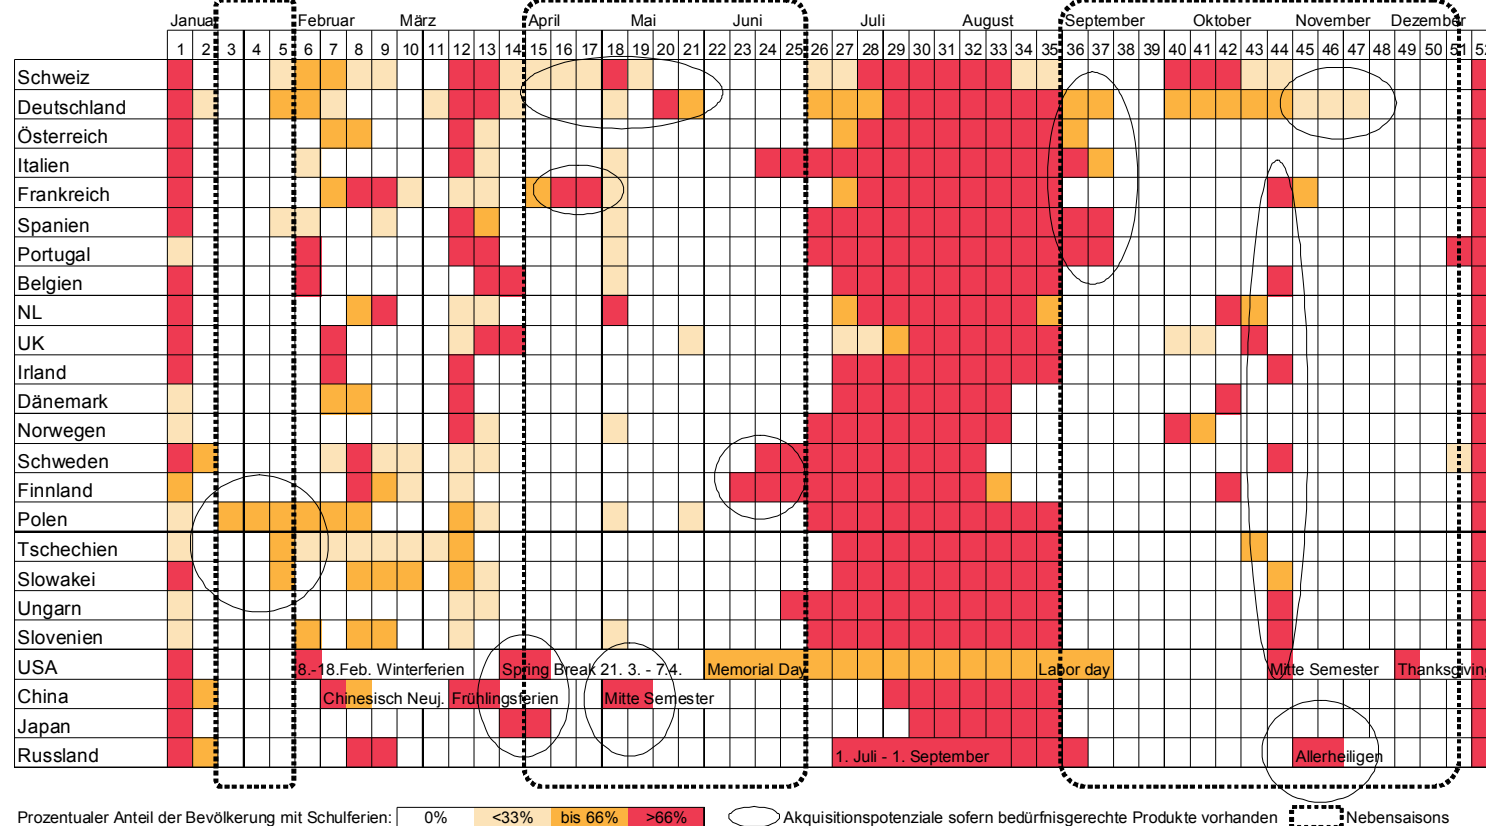 Januar Februar März April Mai Juni Juli August September Oktober November Dezember
1 2 3 4 5 6 7 8 9 10 11 12 13 14 15 16 17 18 19 20 21 22 23 24 25 26 27 28 29 30 31 32 33 34 35 36 37 38 39 40 41 42 43 44 45 46 47 48 49 50 51 52
Schweiz
Deutschland
Österreich
Italien
Frankreich
Spanien
Portugal
Belgien
NL
UK
Irland
Dänemark
Norwegen
Schweden
Finnland
Polen
Tschechien
Slowakei
Ungarn
Slovenien
USA 8.-18.Feb. Winterferien Spring Break 21. 3. - 7.4. Memorial Day Labor day Mitte Semester Thanksgiving
China Chinesisch Neuj. Frühlingsferien Mitte Semester
Japan
Russland 1. Juli - 1. September Allerheiligen
Prozentualer Anteil der Bevölkerung mit Schulferien: 0% <33% bis 66% >66% Akquisitionspotenziale sofern bedürfnisgerechte Produkte vorhanden Nebensaisons